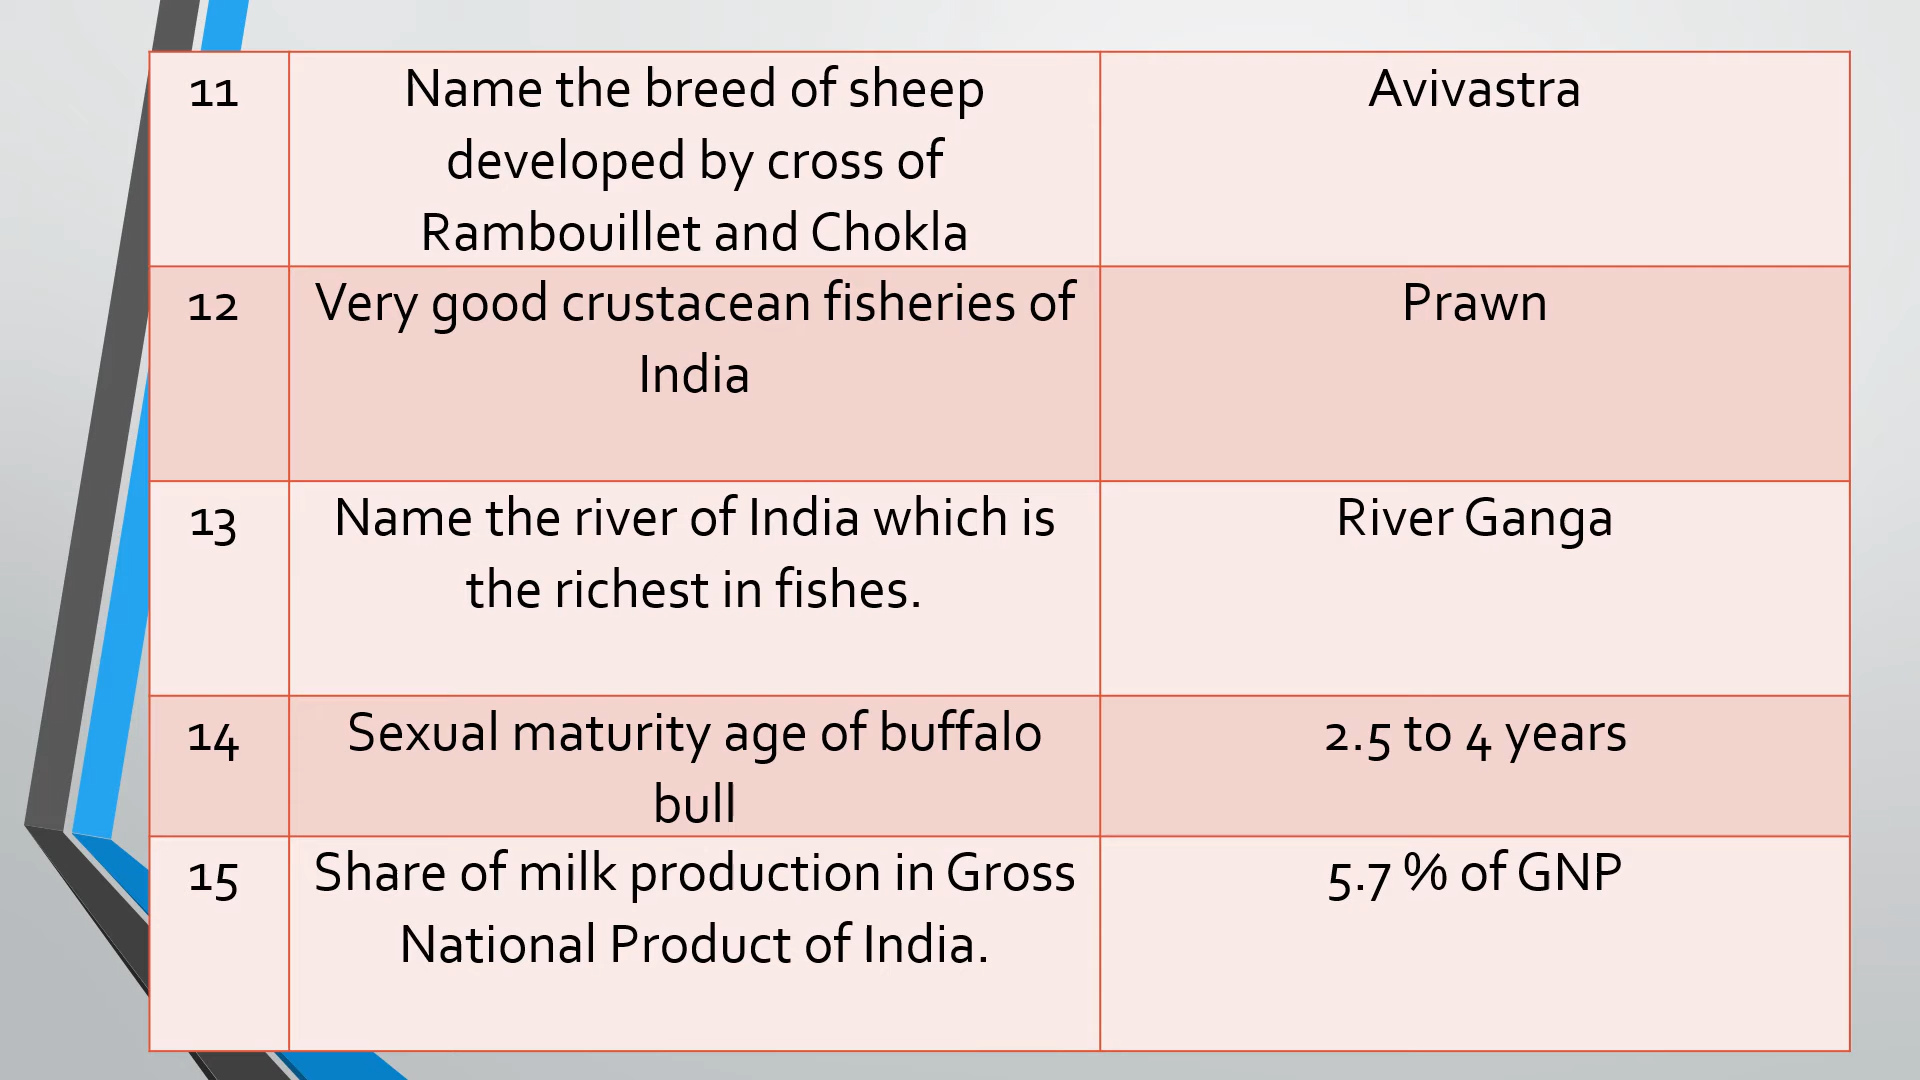 11 Name the breed of sheep Avivastra
developed by cross of
Rambouillet and Chokla
12 Very good crustacean fisheries of Prawn
India
13 Name the river of India which is River Ganga
the richest in fishes.
14 Sexual maturity age of buffalo 2.5 to 4 years
bull
15 Share of milk production in Gross 5.7 % of GNP
National Product of India.